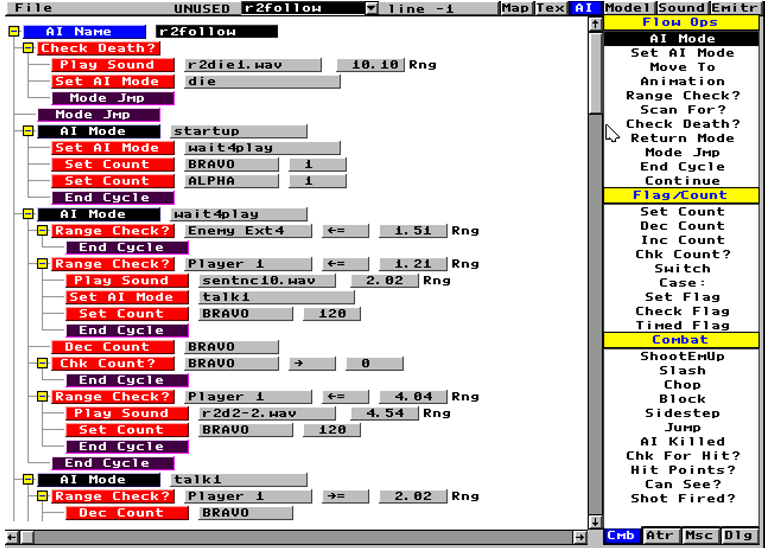 File UNUSED r2follow line -1 Map Tex AI Model Sound Emitr
AI Name r2follow
Check Death?
Play Sound r2die1.wav 10.10 Rng
Set AI Mode die
Mode Jmp
Mode Jmp
AI Mode startup
Set AI Mode wait4play
Set Count BRAVO 1
Set Count ALPHA 1
End Cycle
AI Mode wait4play
Range Check? Enemy Ext4 <= 1.51 Rng
End Cycle
Range Check? Player 1 <= 1.21 Rng
Play Sound sentnc10.wav 2.02 Rng
Set AI Mode talk1
Set Count BRAVO 120
End Cycle
Dec Count BRAVO
Chk Count? BRAVO > 0
End Cycle
Range Check? Player 1 <= 4.04 Rng
Play Sound r2d2-2.wav 4.54 Rng
Set Count BRAVO 120
End Cycle
End Cycle
AI Mode talk1
Range Check? Player 1 >= 2.02 Rng
Dec Count BRAVO
Flow Ops
AI Mode
Set AI Mode
Move To
Animation
Range Check?
Scan For?
Check Death?
Return Mode
Mode Jmp
End Cycle
Continue
Flag/Count
Set Count
Dec Count
Inc Count
Chk Count?
Switch
Case:
Set Flag
Check Flag
Timed Flag
Combat
ShootEmUp
Slash
Chop
Block
Sidestep
Jump
AI Killed
Chk For Hit?
Hit Points?
Can See?
Shot Fired?
Cmb Atr Msc Dlg